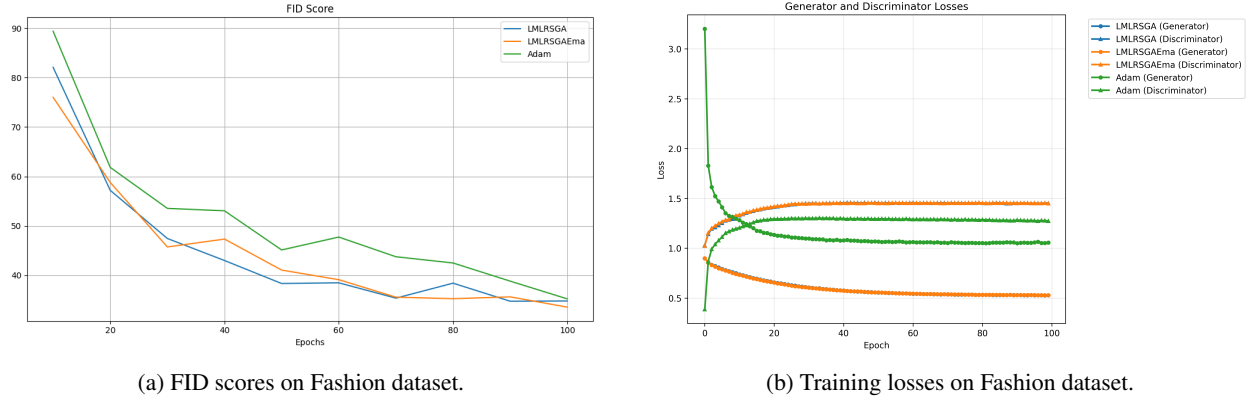 FID Score
90
80
70
60
50
40
LMLRSGA
LMLRSGAEma
Adam
20
40
60
80
100
Epochs
(a) FID scores on Fashion dataset.
Generator and Discriminator Losses
Loss
3.0
2.5
2.0
1.5
1.0
0.5
0
20
40
60
80
100
Epoch
LMLRSGA (Generator)
LMLRSGA (Discriminator)
LMLRSGAEma (Generator)
LMLRSGAEma (Discriminator)
Adam (Generator)
Adam (Discriminator)
(b) Training losses on Fashion dataset.